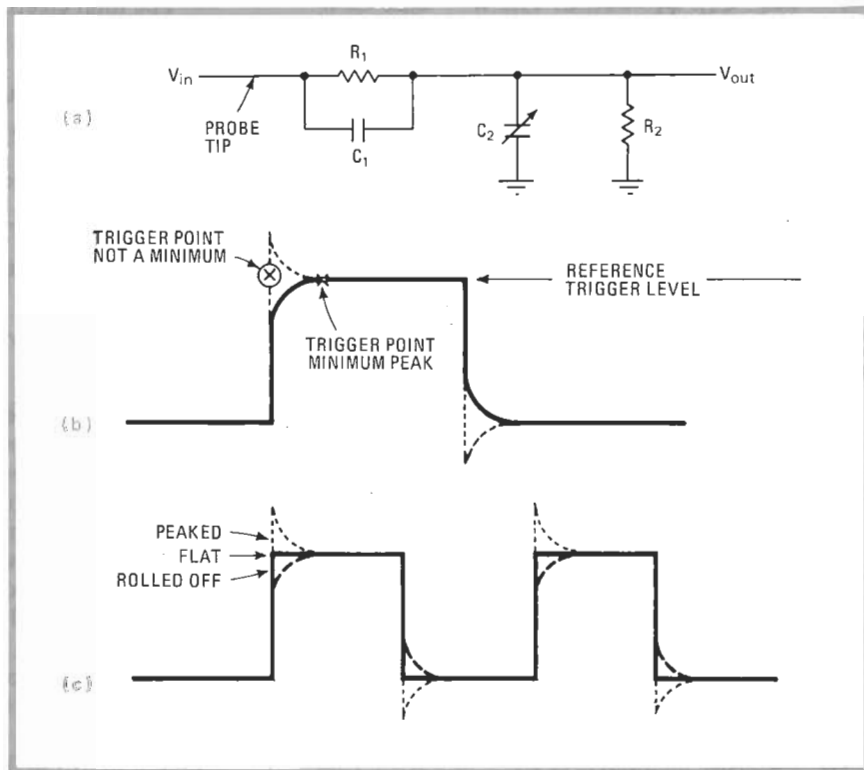 R1
Vin
Vout
(a)
PROBE
TIP
C1
C2
R2
TRIGGER POINT
NOT A MINIMUM
REFERENCE
TRIGGER LEVEL
TRIGGER POINT
MINIMUM PEAK
(b)
PEAKED
FLAT
ROLLED OFF
(c)